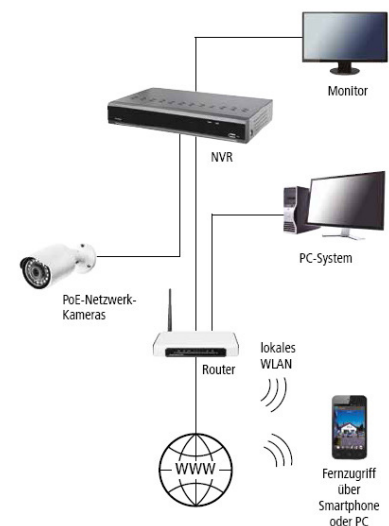 Monitor
NVR
PC-System
PoE-Netzwerk-
Kameras
lokales
WLAN
Router
WWW
Fernzugriff
über
Smartphone
oder PC